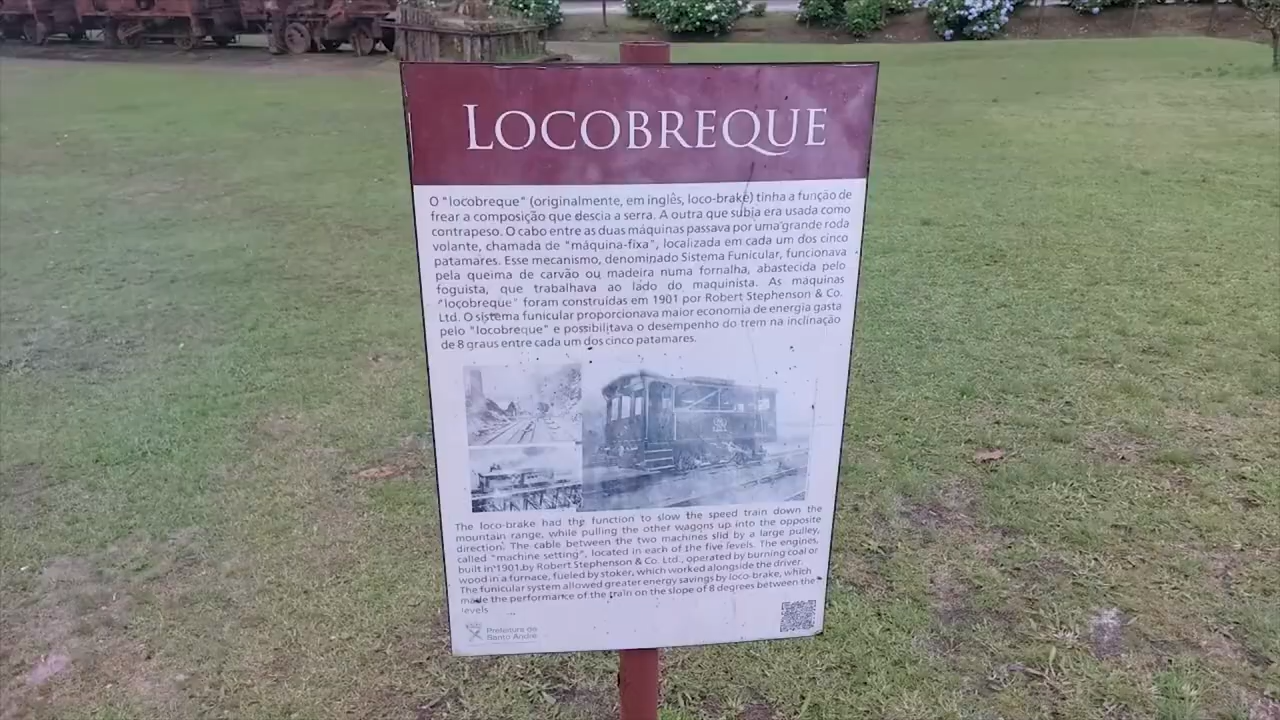 LOCOBREQUE
O "locobreque" (originalmente, em inglês, loco-brake) tinha a função de
frear a composição que descia a serra. A outra que subia era usada como
contrapeso. O cabo entre as duas máquinas passava por uma grande roda
volante, chamada de "máquina-fixa", localizada em cada um dos cinco
patamares. Esse mecanismo, denominado Sistema Funicular, funcionava
pela queima de carvão ou madeira numa fornalha, abastecida pelo
foguista, que trabalhava ao lado do maquinista. As máquinas
"locobreque" foram construídas em 1901 por Robert Stephenson & Co.
Ltd. O sistema funicular proporcionava maior economia de energia gasta
pelo "locobreque" e possibilitava o desempenho do trem na inclinação
de 8 graus entre cada um dos cinco patamares.
The loco-brake had the function to slow the speed train down the
mountain range, while pulling the other wagons up into the opposite
direction. The cable between the two machines slid by a large pulley,
called "machine setting", located in each of the five levels. The engines,
built in 1901 by Robert Stephenson & Co. Ltd., operated by burning coal or
wood in a furnace, fueled by stoker, which worked alongside the driver.
The funicular system allowed greater energy savings by loco-brake, which
made the performance of the train on the slope of 8 degrees between the
levels
Prefeitura de
Santo André